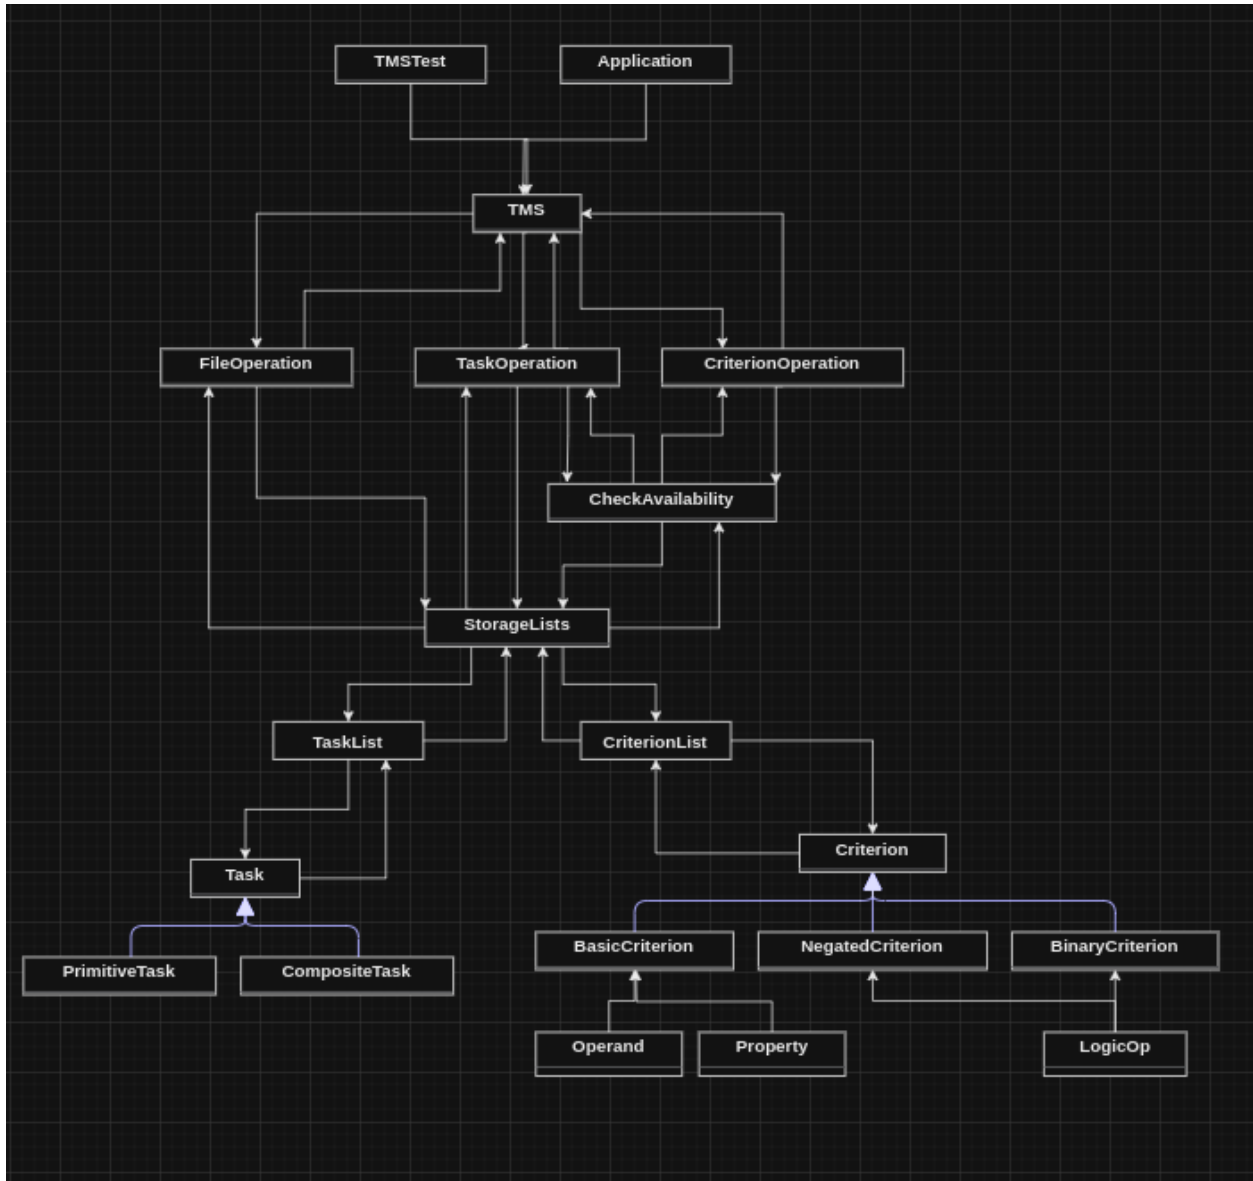 TMSTest
Application
TMS
FileOperation
TaskOperation
CriterionOperation
CheckAvailability
StorageLists
TaskList
CriterionList
Criterion
Task
BasicCriterion
NegatedCriterion
BinaryCriterion
PrimitiveTask
CompositeTask
Operand
Property
LogicOp